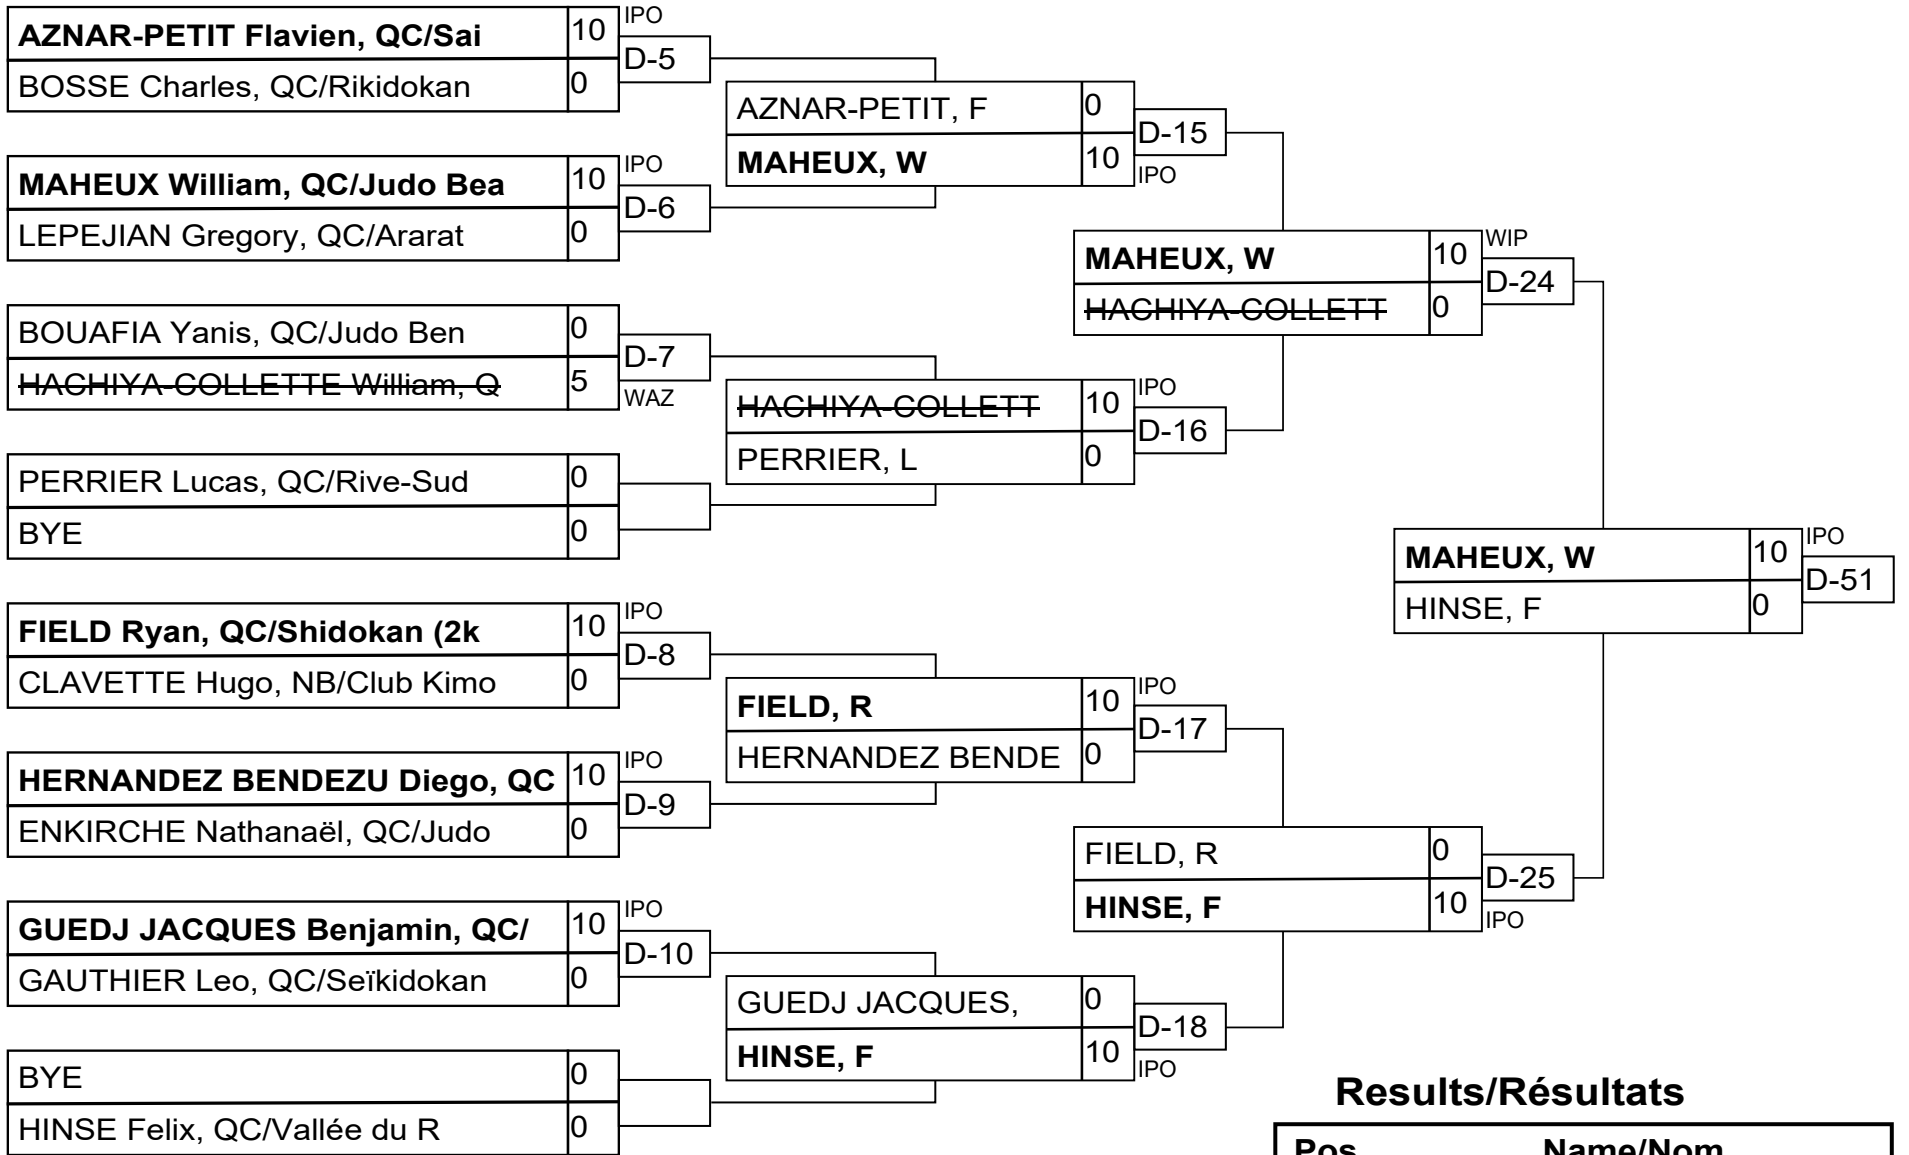 AZNAR-PETIT Flavien, QC/Sai 10 IPO
BOSSE Charles, QC/Rikidokan 0
D-5
MAHEUX William, QC/Judo Bea 10 IPO
LEPEJIAN Gregory, QC/Ararat 0
D-6
BOUAFIA Yanis, QC/Judo Ben 0
HACHIYA-COLLETTE William, Q 5
D-7
WAZ
PERRIER Lucas, QC/Rive-Sud 0
BYE 0
FIELD Ryan, QC/Shidokan (2k 10 IPO
CLAVETTE Hugo, NB/Club Kimo 0
D-8
HERNANDEZ BENDEZU Diego, QC 10 IPO
ENKIRCHE Nathanaël, QC/Judo 0
D-9
GUEDJ JACQUES Benjamin, QC/ 10 IPO
GAUTHIER Leo, QC/Seïkidokan 0
D-10
BYE 0
HINSE Felix, QC/Vallée du R 0
AZNAR-PETIT, F 0
MAHEUX, W 10
D-15
IPO
HACHIYA-COLLETT 10 IPO
PERRIER, L 0
D-16
FIELD, R 10 IPO
HERNANDEZ BENDE 0
D-17
GUEDJ JACQUES, 0
HINSE, F 10
D-18
IPO
MAHEUX, W 10 WIP
HACHIYA-COLLETT 0
D-24
FIELD, R 0
HINSE, F 10
D-25
IPO
MAHEUX, W 10 IPO
HINSE, F 0
D-51
Results/Résultats
Pos Name/Nom